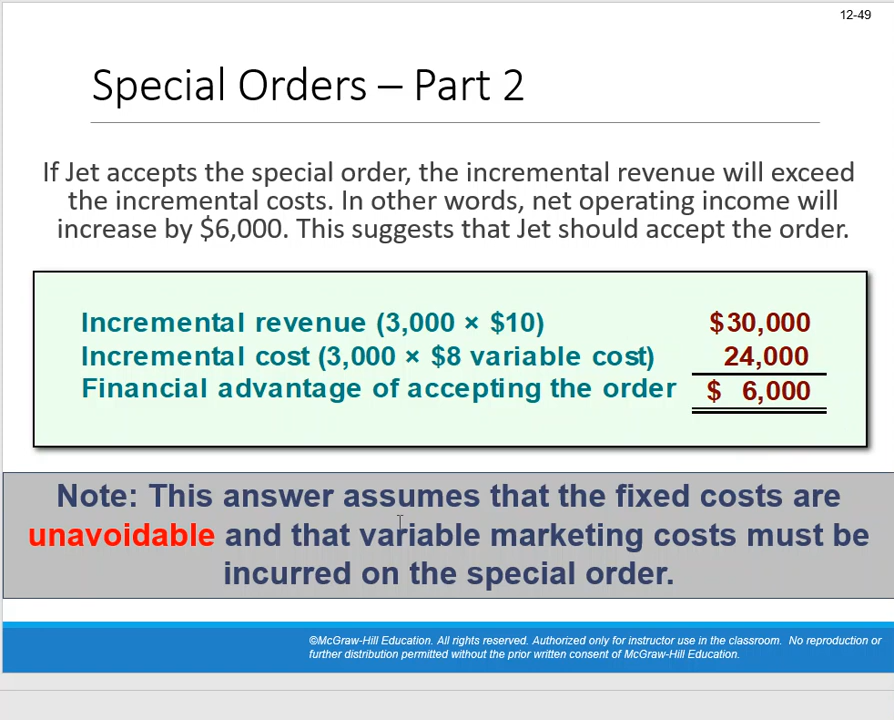 12-49
Special Orders – Part 2
If Jet accepts the special order, the incremental revenue will exceed
the incremental costs. In other words, net operating income will
increase by $6,000. This suggests that Jet should accept the order.
Incremental revenue (3,000 × $10) $30,000
Incremental cost (3,000 × $8 variable cost) 24,000
Financial advantage of accepting the order $ 6,000
Note: This answer assumes that the fixed costs are
unavoidable and that variable marketing costs must be
incurred on the special order.
©McGraw-Hill Education. All rights reserved. Authorized only for instructor use in the classroom. No reproduction or
further distribution permitted without the prior written consent of McGraw-Hill Education.